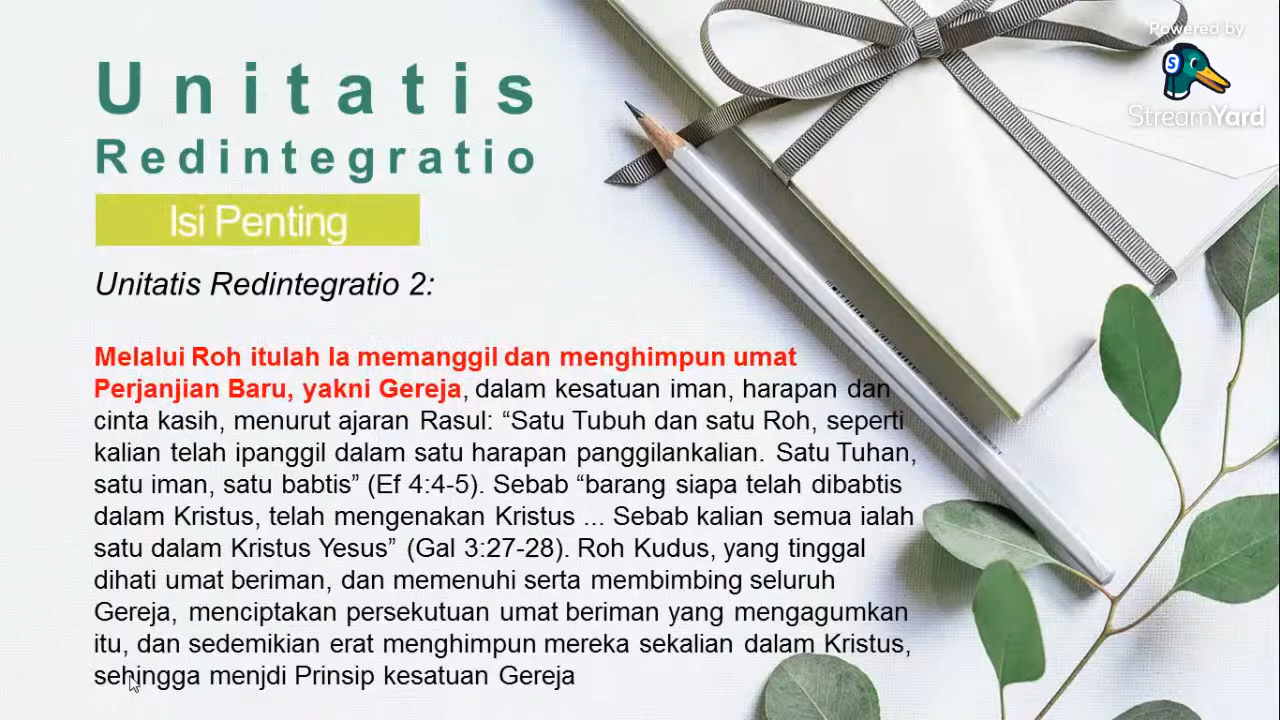 Unitatis
Redintegratio
Isi Penting
Unitatis Redintegratio 2:
Melalui Roh itulah Ia memanggil dan menghimpun umat
Perjanjian Baru, yakni Gereja, dalam kesatuan iman, harapan dan
cinta kasih, menurut ajaran Rasul: “Satu Tubuh dan satu Roh, seperti
kalian telah ipanggil dalam satu harapan panggilankalian. Satu Tuhan,
satu iman, satu babtis” (Ef 4:4-5). Sebab “barang siapa telah dibabtis
dalam Kristus, telah mengenakan Kristus ... Sebab kalian semua ialah
satu dalam Kristus Yesus” (Gal 3:27-28). Roh Kudus, yang tinggal
dihati umat beriman, dan memenuhi serta membimbing seluruh
Gereja, menciptakan persekutuan umat beriman yang mengagumkan
itu, dan sedemikian erat menghimpun mereka sekalian dalam Kristus,
sehingga menjdi Prinsip kesatuan Gereja
Powered by
S
StreamYard